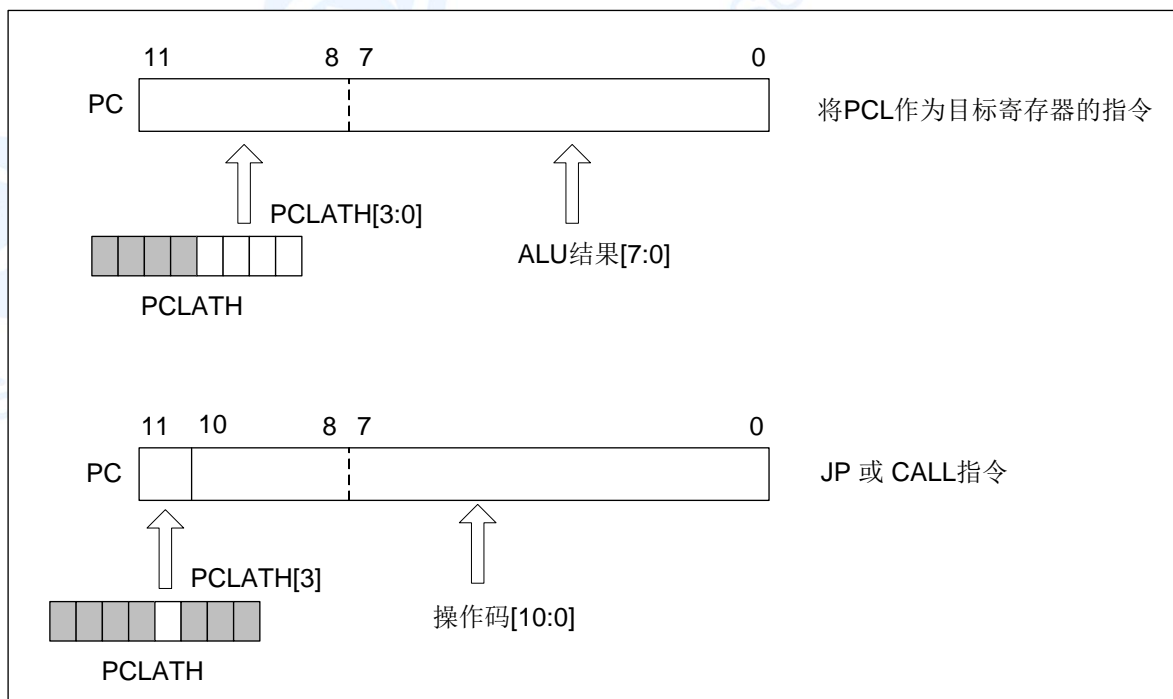 11 8 7 0
PC
将PCL作为目标寄存器的指令
PCLATH[3:0]
ALU结果[7:0]
PCLATH
11 10 8 7 0
PC
JP 或 CALL指令
PCLATH[3]
操作码[10:0]
PCLATH